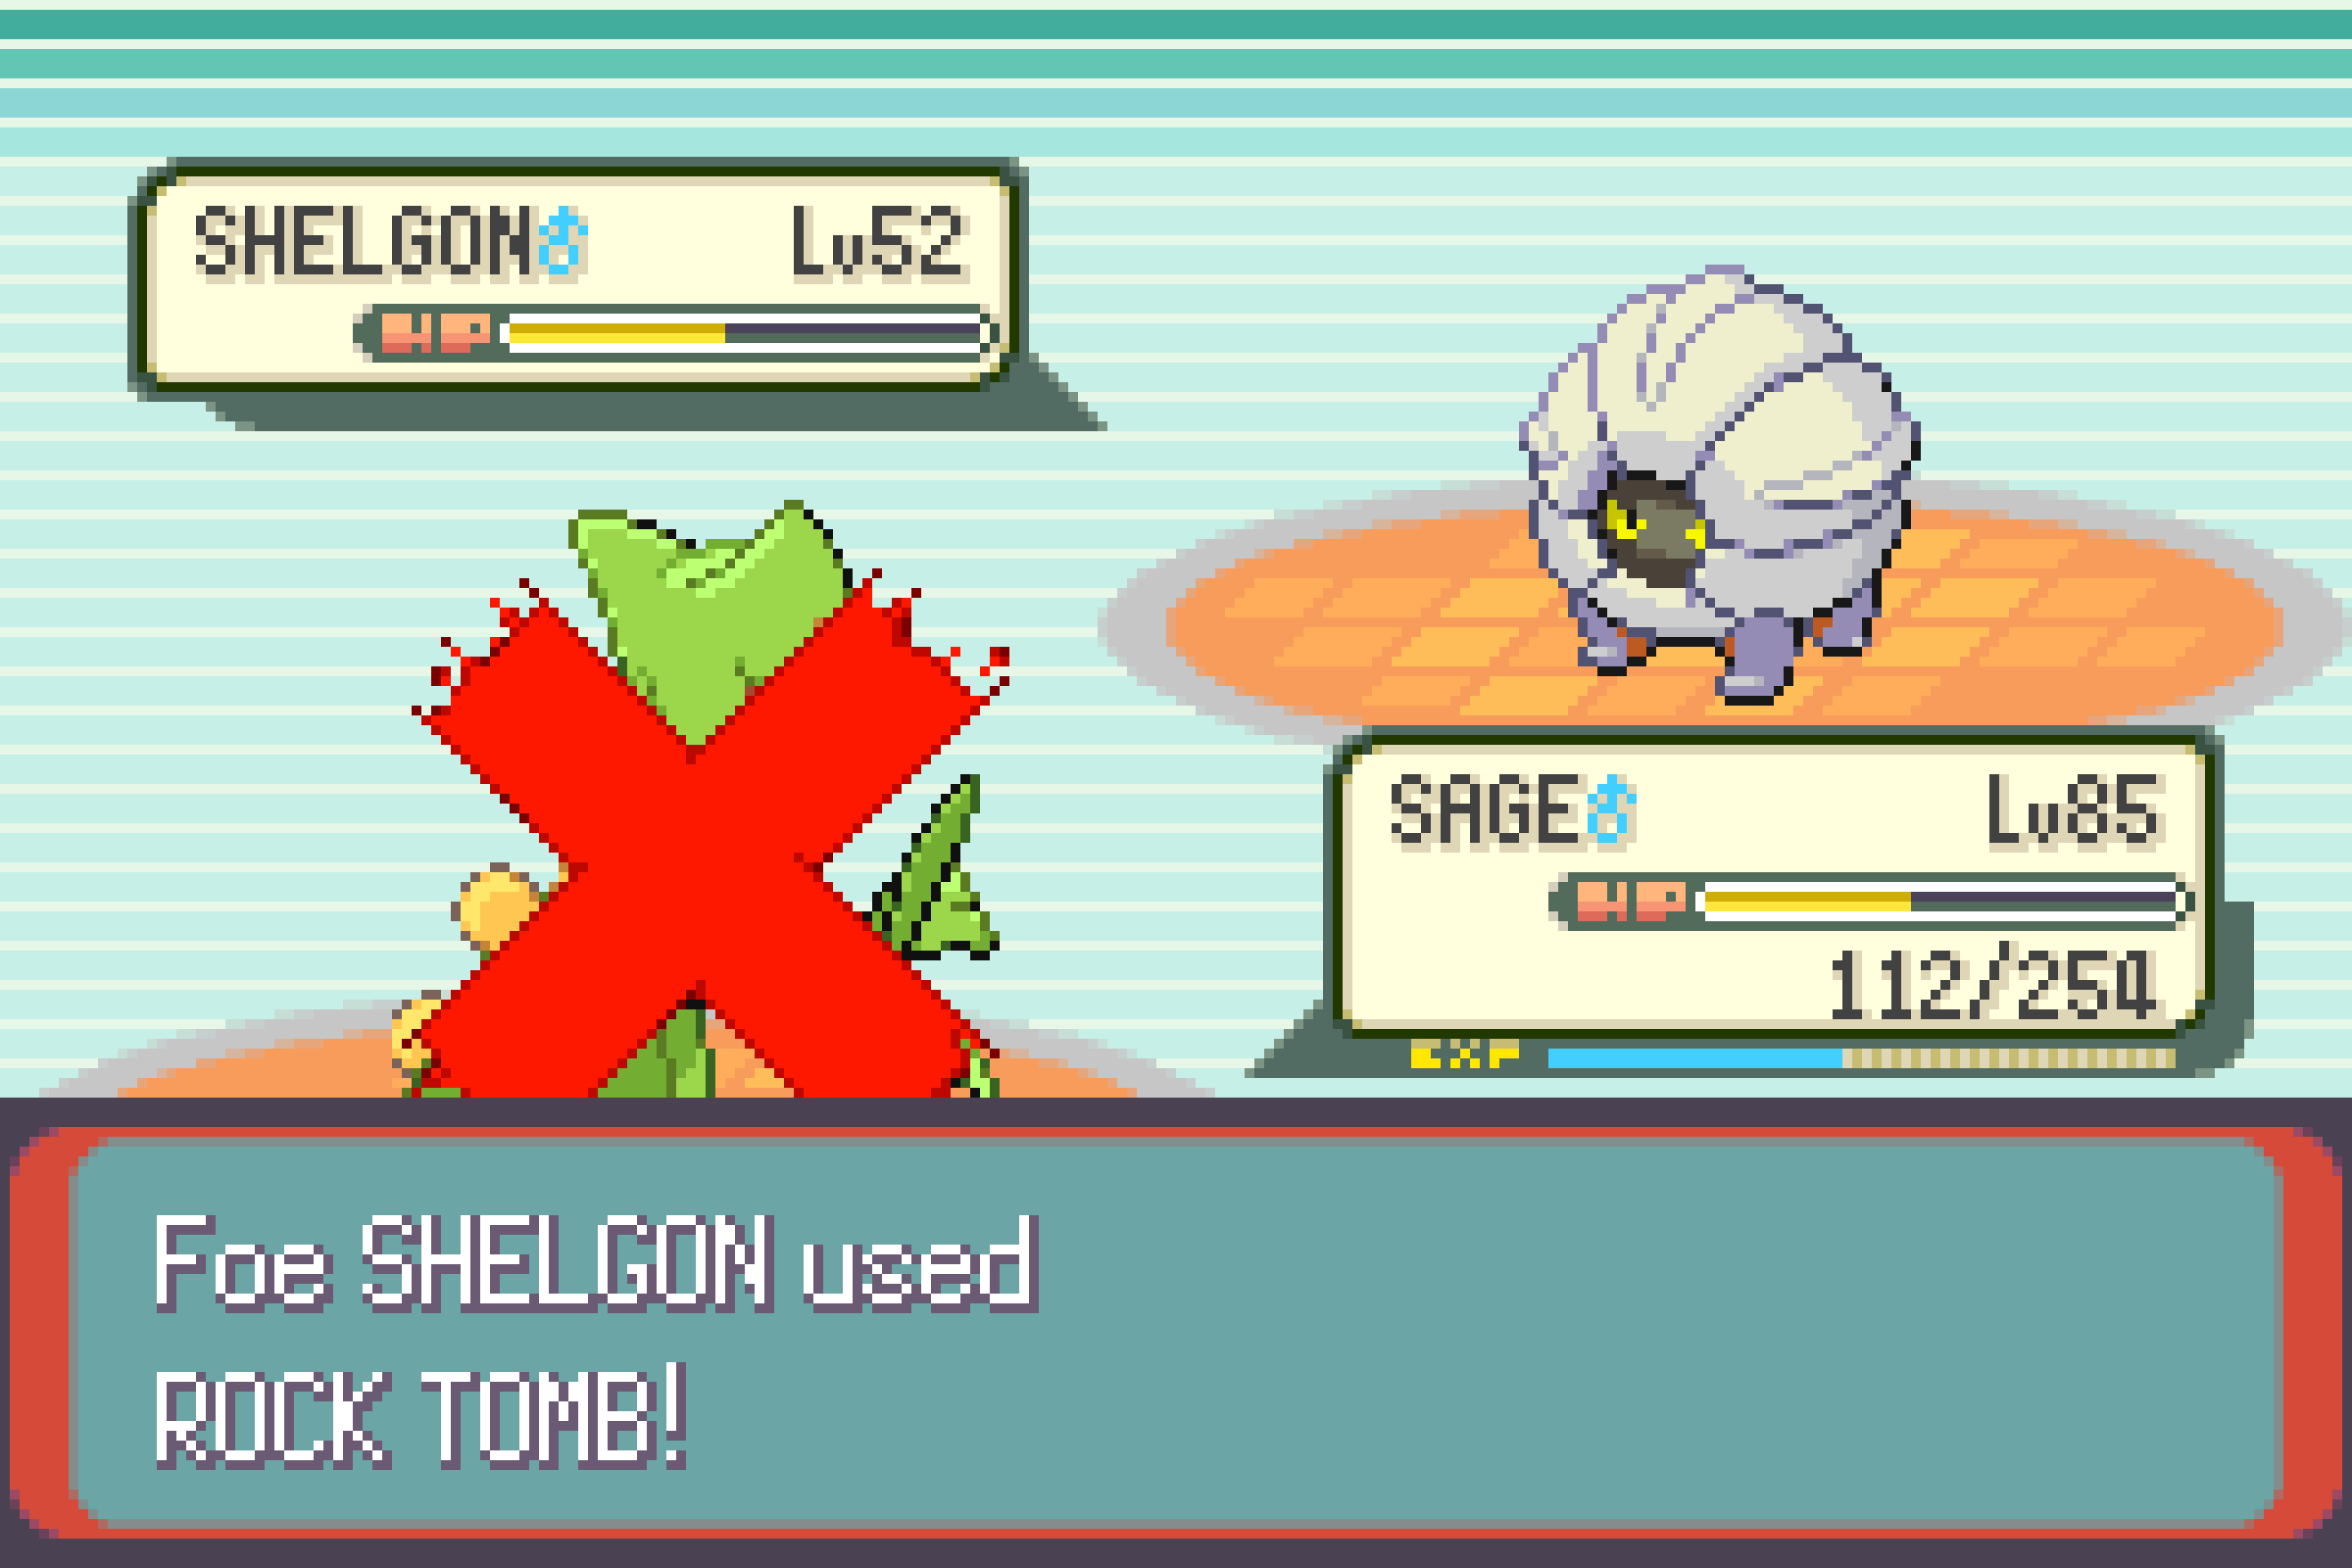 SHELGON♂ Lv52
HP
SAGE♂ Lv85
HP
112/254
EXP
Foe SHELGON used
ROCK TOMB!